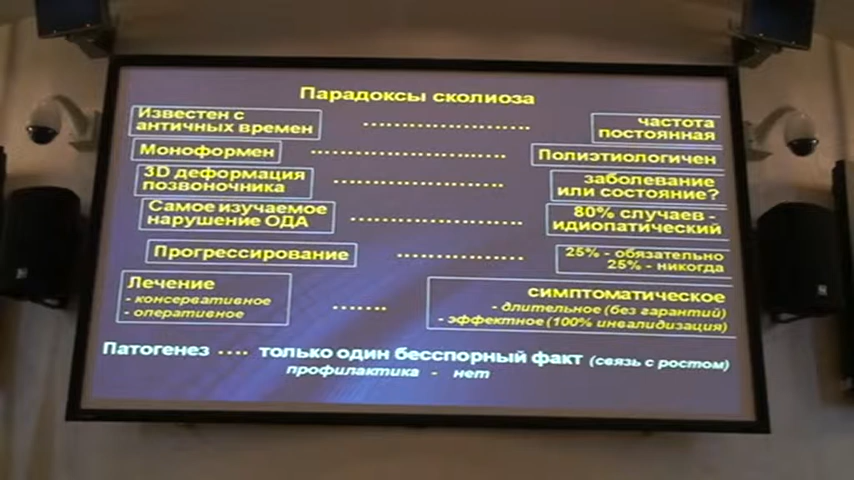 Парадоксы сколиоза
Известен с
античных времен
частота
постоянная
Моноформен
Полиэтиологичен
3D деформация
позвоночника
заболевание
или состояние?
Самое изучаемое
нарушение ОДА
80% случаев -
идиопатический
Прогрессирование
25% - обязательно
25% - никогда
Лечение
- консервативное
- оперативное
симптоматическое
- длительное (без гарантий)
- эффектное (100% инвалидизация)
Патогенез .... только один бесспорный факт (связь с ростом)
профилактика - нет